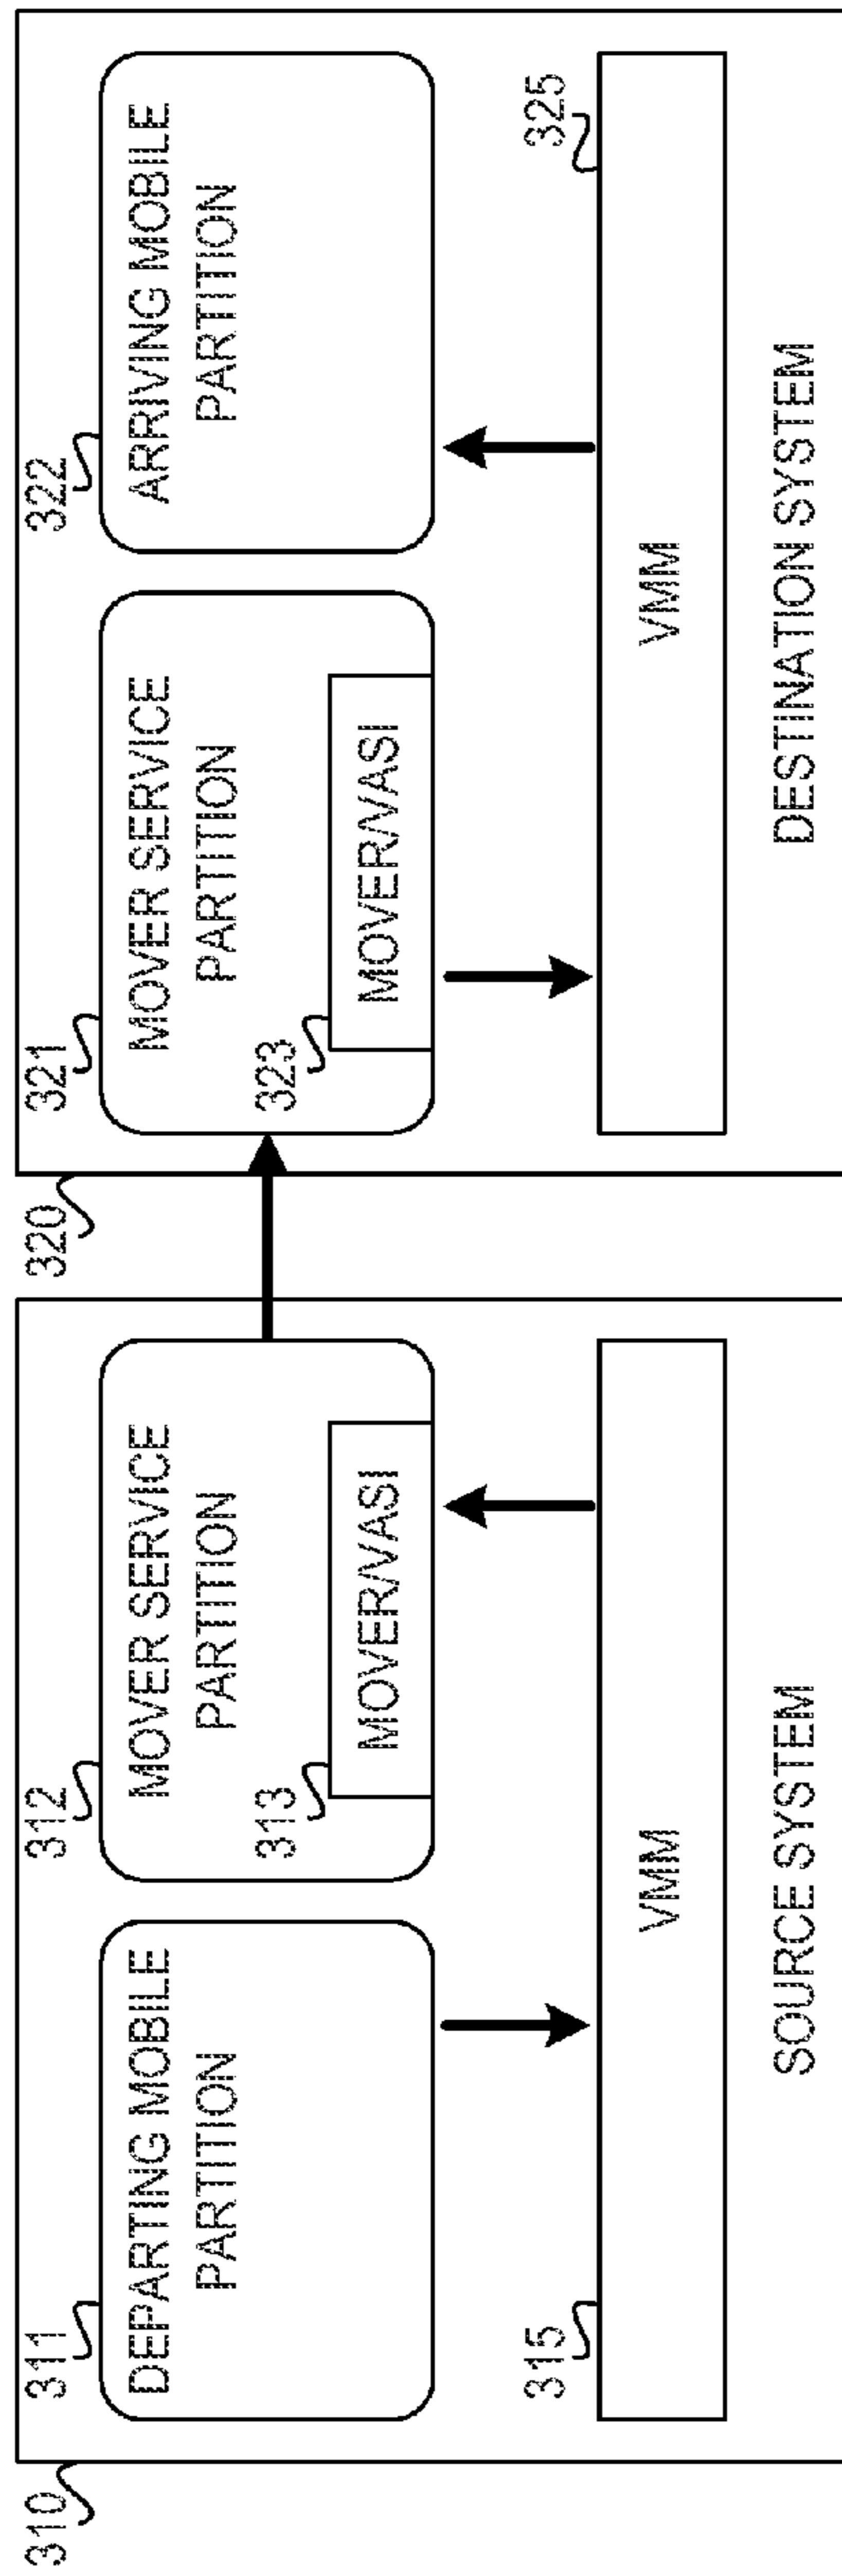 310
311
DEPARTING MOBILE
PARTITION
312
MOVER SERVICE
PARTITION
313
MOVER/VASI
315
VMM
SOURCE SYSTEM
320
321
MOVER SERVICE
PARTITION
323
MOVER/VASI
322
ARRIVING MOBILE
PARTITION
325
VMM
DESTINATION SYSTEM